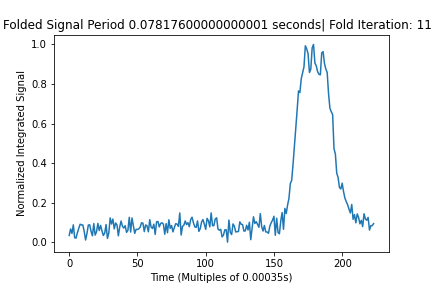 Folded Signal Period 0.07817600000000001 seconds| Fold Iteration: 11
1.0
0.8
0.6
0.4
0.2
0.0
Normalized Integrated Signal
0 50 100 150 200
Time (Multiples of 0.00035s)